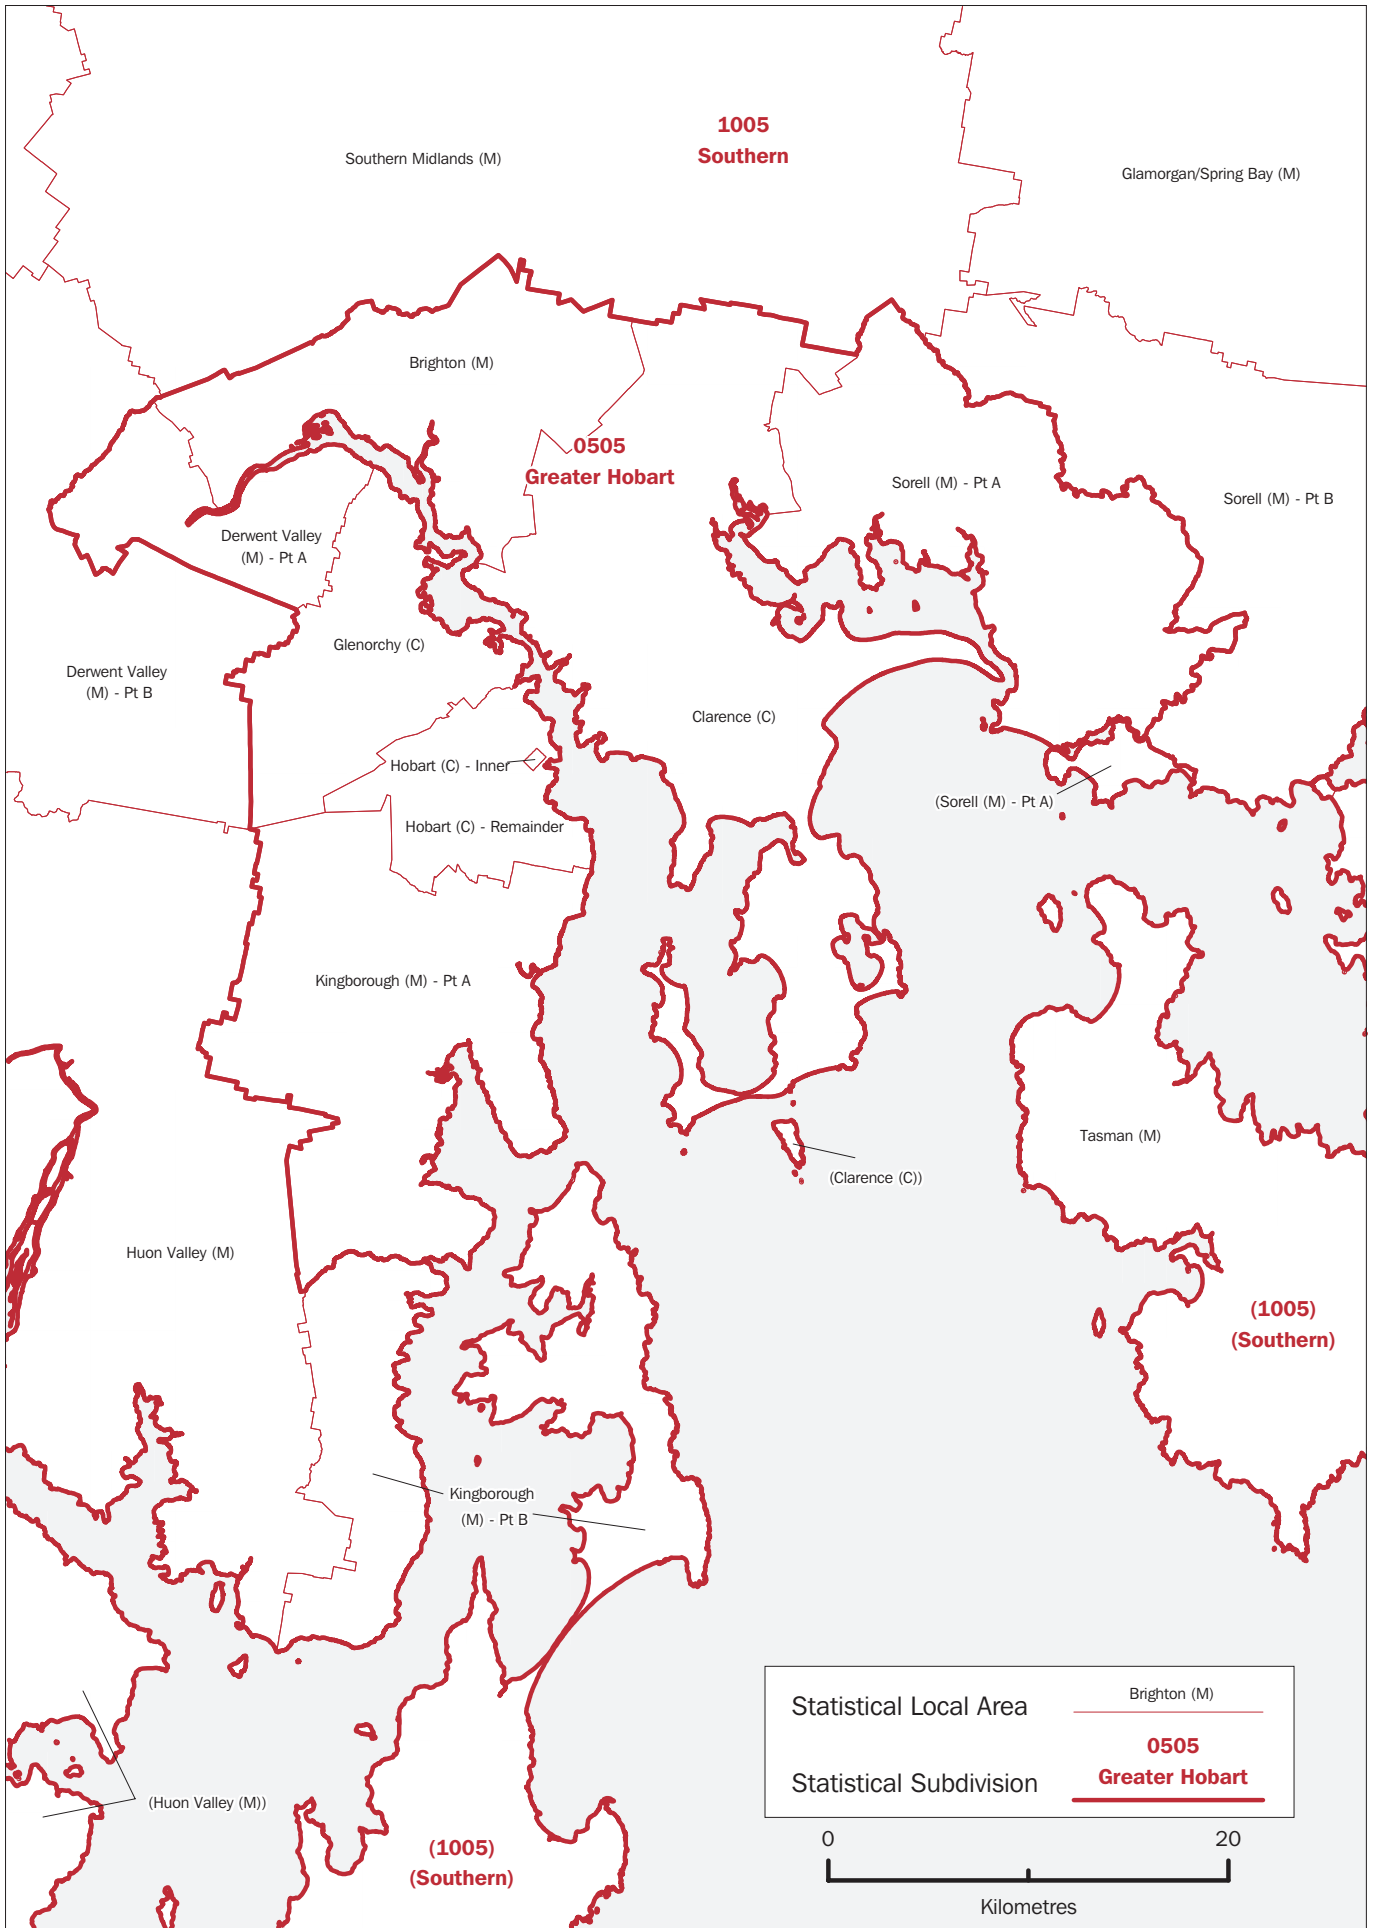 1005
Southern
Southern Midlands (M)
Glamorgan/Spring Bay (M)
Brighton (M)
0505
Greater Hobart
Sorell (M) - Pt A
Sorell (M) - Pt B
Derwent Valley
(M) - Pt A
Glenorchy (C)
Derwent Valley
(M) - Pt B
Clarence (C)
Hobart (C) - Inner
(Sorell (M) - Pt A)
Hobart (C) - Remainder
Kingborough (M) - Pt A
Tasman (M)
(Clarence (C))
Huon Valley (M)
(1005)
(Southern)
Kingborough
(M) - Pt B
Statistical Local Area
Brighton (M)
0505
Greater Hobart
Statistical Subdivision
(Huon Valley (M))
(1005)
(Southern)
0
20
Kilometres